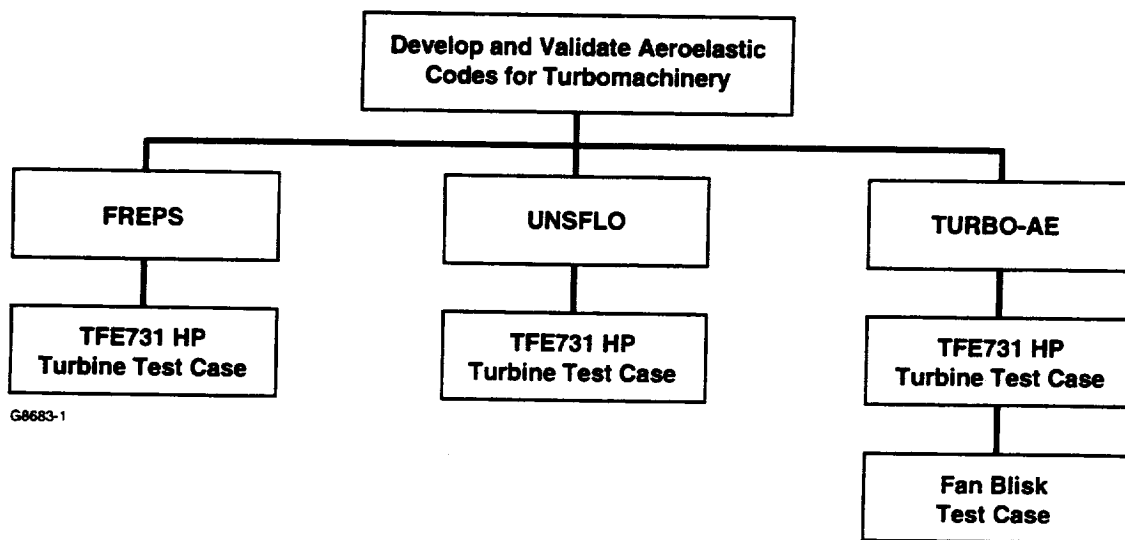 Develop and Validate Aeroelastic
Codes for Turbomachinery
FREPS
UNSFLO
TURBO-AE
TFE731 HP
Turbine Test Case
TFE731 HP
Turbine Test Case
TFE731 HP
Turbine Test Case
G8683-1
Fan Blisk
Test Case